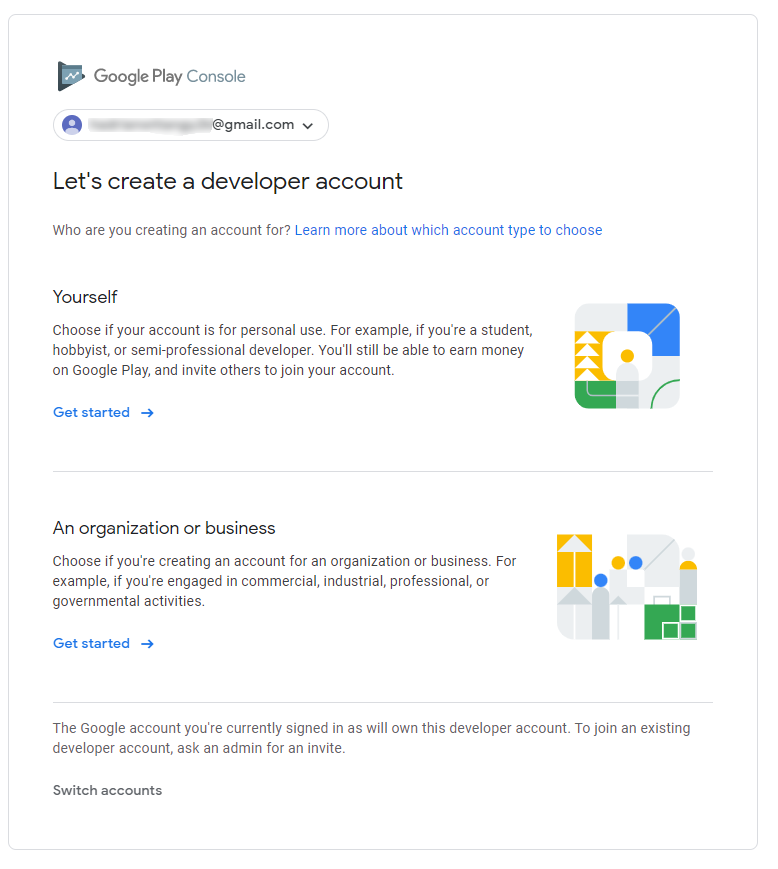 Google Play Console
@gmail.com
Let's create a developer account
Who are you creating an account for? Learn more about which account type to choose
Yourself
Choose if your account is for personal use. For example, if you're a student,
hobbyist, or semi-professional developer. You'll still be able to earn money
on Google Play, and invite others to join your account.
Get started
An organization or business
Choose if you're creating an account for an organization or business. For
example, if you're engaged in commercial, industrial, professional, or
governmental activities.
Get started
The Google account you're currently signed in as will own this developer account. To join an existing
developer account, ask an admin for an invite.
Switch accounts